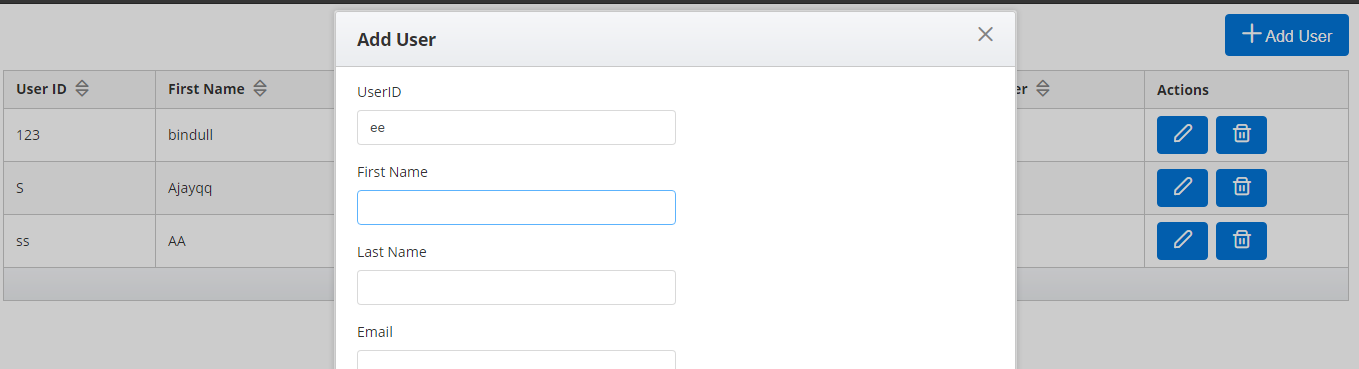 Add User
Add User
User ID First Name er Actions
UserID
ee
123 bindull
First Name
S Ajayqq
Last Name
ss AA
Email